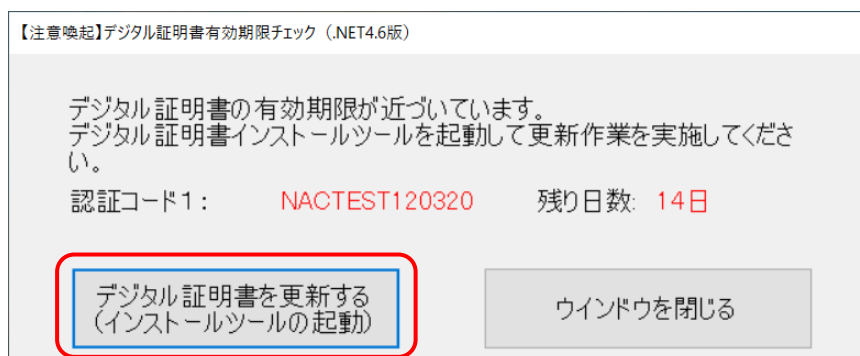 【注意喚起】デジタル証明書有効期限チェック（.NET4.6版）
デジタル証明書の有効期限が近づいています。
デジタル証明書インストールツールを起動して更新作業を実施してくださ
い。
認証コード1： NACTEST120320 残り日数: 14日
デジタル証明書を更新する ウインドウを閉じる
(インストールツールの起動)